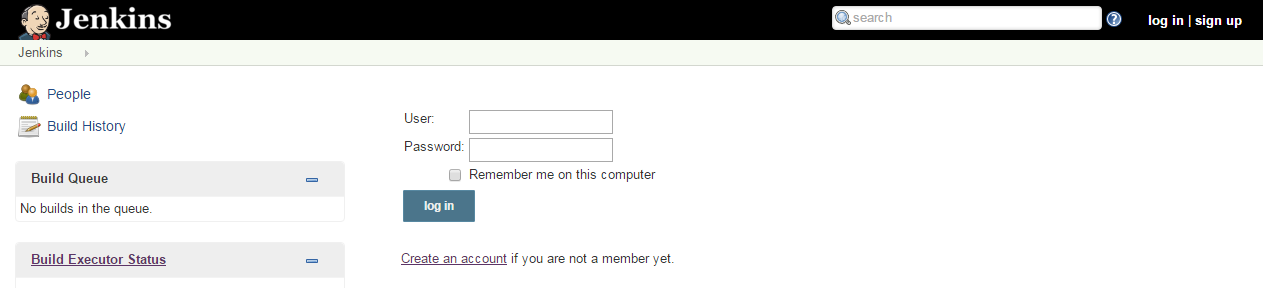 Jenkins
search
? log in | sign up
Jenkins
People
Build History
Build Queue
No builds in the queue.
Build Executor Status
User:
Password:
Remember me on this computer
log in
Create an account if you are not a member yet.